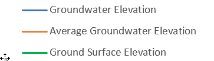 Groundwater Elevation
Average Groundwater Elevation
Ground Surface Elevation